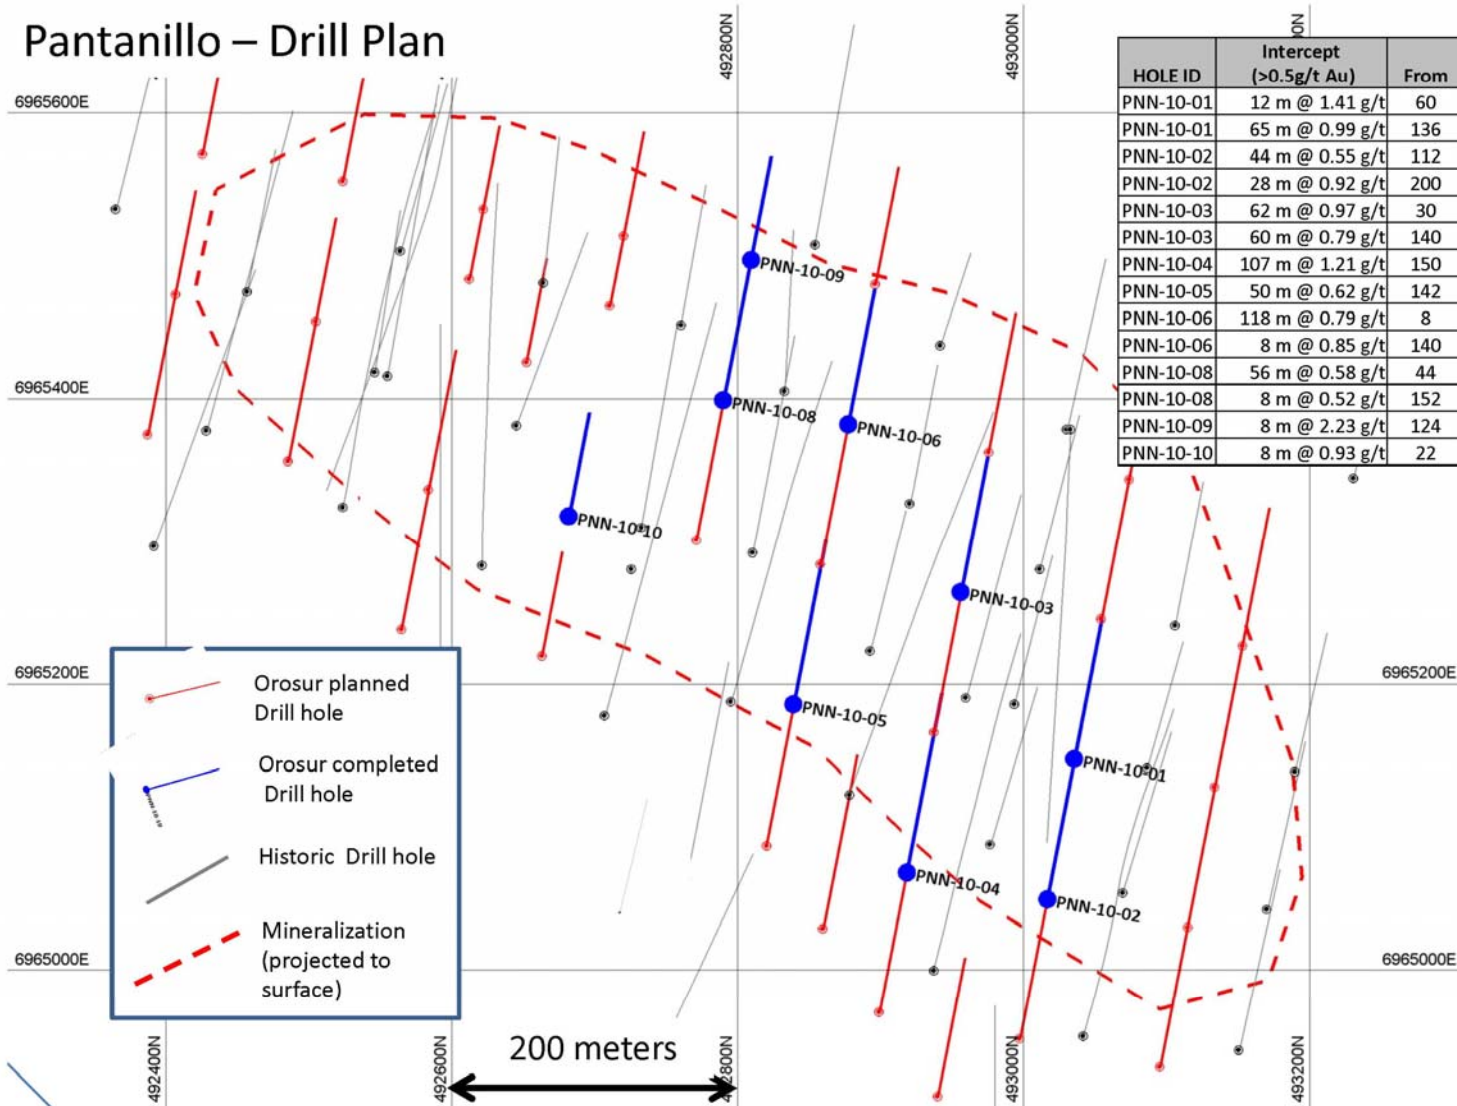 Pantanillo – Drill Plan
492800N
493000N
HOLE ID Intercept (>0.5g/t Au) From
PNN-10-01 12 m @ 1.41 g/t 60
PNN-10-01 65 m @ 0.99 g/t 136
PNN-10-02 44 m @ 0.55 g/t 112
PNN-10-02 28 m @ 0.92 g/t 200
PNN-10-03 62 m @ 0.97 g/t 30
PNN-10-03 60 m @ 0.79 g/t 140
PNN-10-04 107 m @ 1.21 g/t 150
PNN-10-05 50 m @ 0.62 g/t 142
PNN-10-06 118 m @ 0.79 g/t 8
PNN-10-06 8 m @ 0.85 g/t 140
PNN-10-08 56 m @ 0.58 g/t 44
PNN-10-08 8 m @ 0.52 g/t 152
PNN-10-09 8 m @ 2.23 g/t 124
PNN-10-10 8 m @ 0.93 g/t 22
6965600E
PNN-10-09
6965400E
PNN-10-08
PNN-10-06
PNN-10-10
PNN-10-03
6965200E
6965200E
PNN-10-05
PNN-10-01
PNN-10-04
PNN-10-02
6965000E
Orosur planned
Drill hole
Orosur completed
Drill hole
Historic Drill hole
Mineralization
(projected to
surface)
200 meters
492400N
492600N
492800N
493000N
493200N